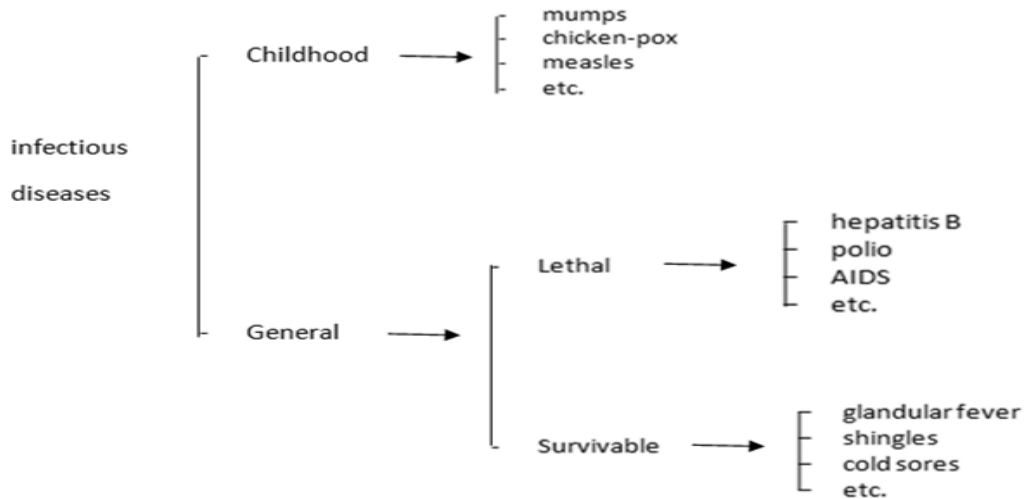 mumps
Childhood
chicken-pox
measles
etc.
infectious
diseases
hepatitis B
Lethal
polio
AIDS
etc.
General
glandular fever
Survivable
shingles
cold sores
etc.